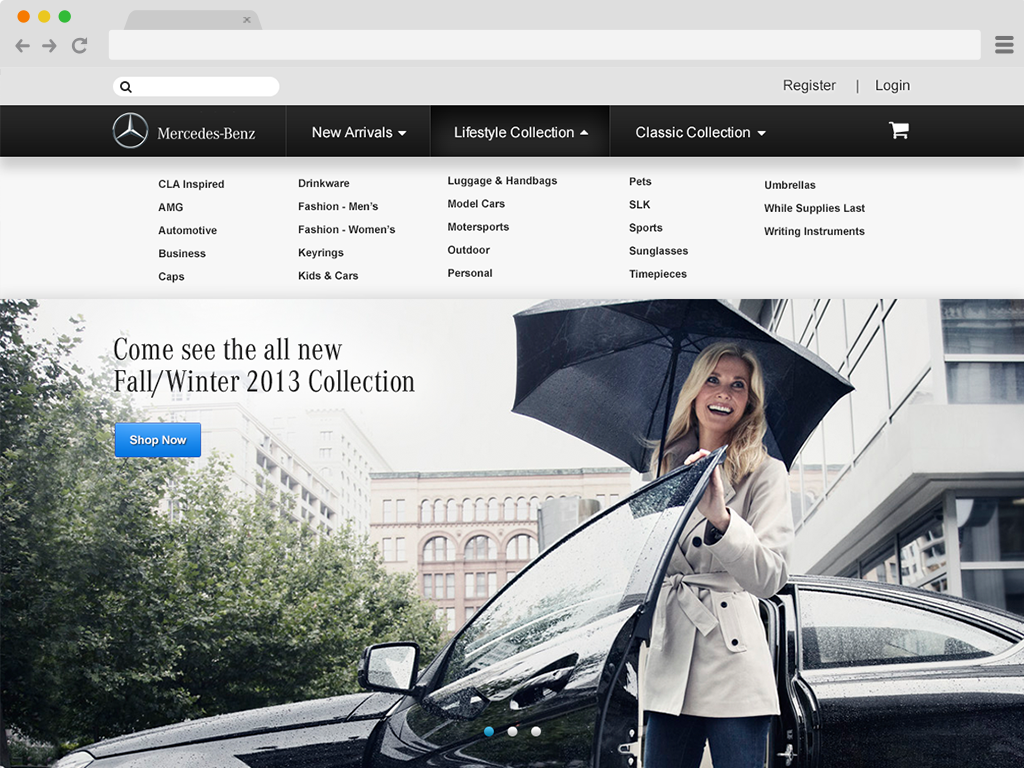 Register | Login
Mercedes-Benz
New Arrivals
Lifestyle Collection
Classic Collection
CLA Inspired
AMG
Automotive
Business
Caps
Drinkware
Fashion - Men's
Fashion - Women's
Keyrings
Kids & Cars
Luggage & Handbags
Model Cars
Motersports
Outdoor
Personal
Pets
SLK
Sports
Sunglasses
Timepieces
Umbrellas
While Supplies Last
Writing Instruments
Come see the all new
Fall/Winter 2013 Collection
Shop Now